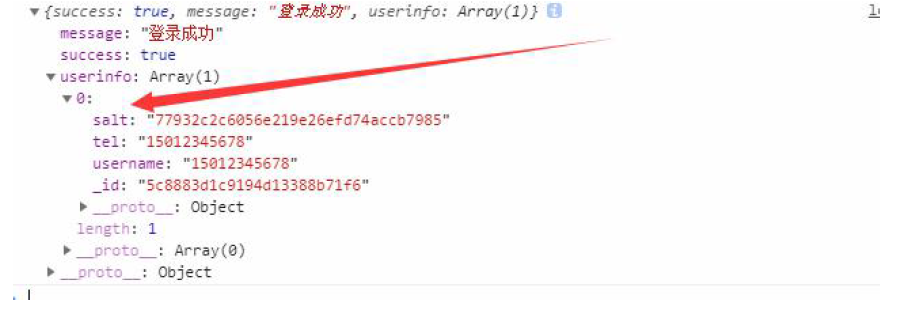 ▼{success: true, message: "登录成功", userinfo: Array(1)} i
message: "登录成功"
success: true
▼userinfo: Array(1)
▼0:
salt: "77932c2c6056e219e26efd74accb7985"
tel: "15012345678"
username: "15012345678"
_id: "5c8883d1c9194d13388b71f6"
▶__proto__: Object
length: 1
▶__proto__: Array(0)
▶__proto__: Object